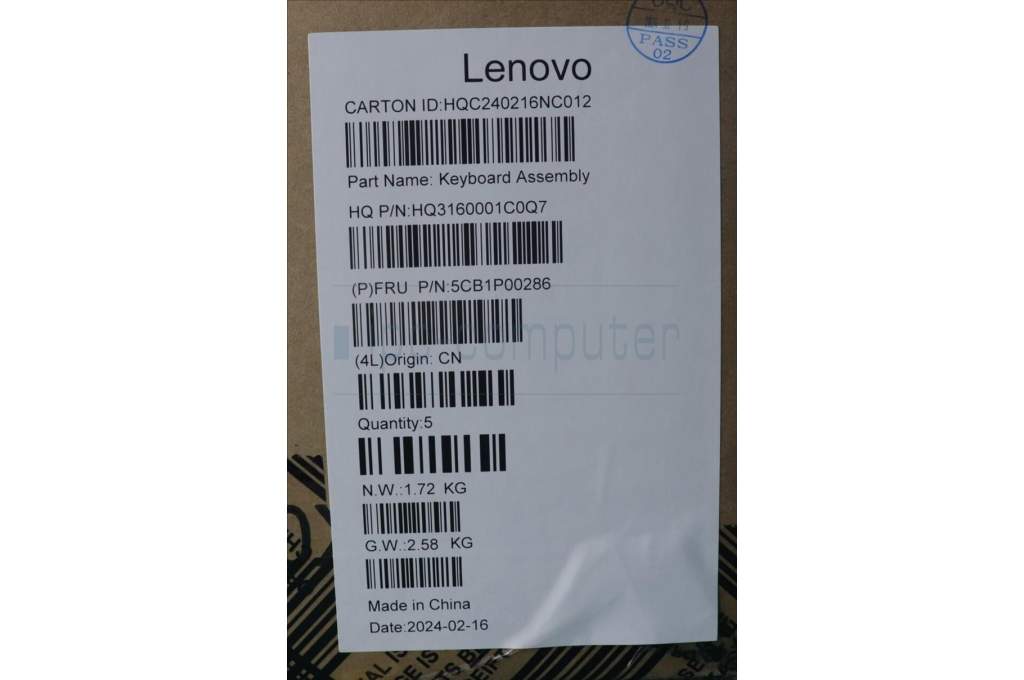 PASS
02
Lenovo
CARTON ID:HQC240216NC012
Part Name: Keyboard Assembly
HQ P/N:HQ3160001C0Q7
(P)FRU P/N:5CB1P00286
computer
(4L)Origin: CN
Quantity:5
N.W.:1.72 KG
G.W.:2.58 KG
Made in China
Date:2024-02-16